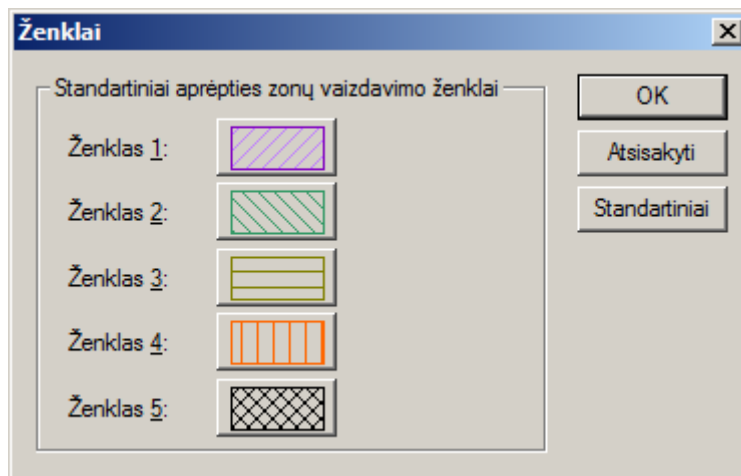 Ženklai
Standartiniai aprėpties zonų vaizdavimo ženklai
Ženklas 1:
Ženklas 2:
Ženklas 3:
Ženklas 4:
Ženklas 5:
OK
Atsisakyti
Standartiniai